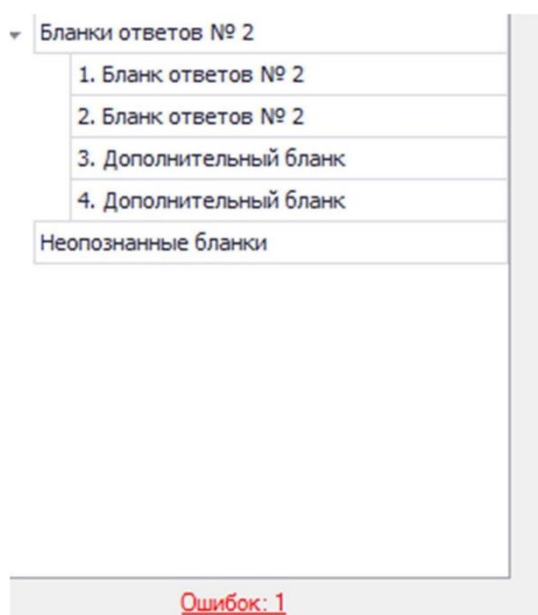 Бланки ответов № 2
1. Бланк ответов № 2
2. Бланк ответов № 2
3. Дополнительный бланк
4. Дополнительный бланк
Неопознанные бланки
Ошибок: 1